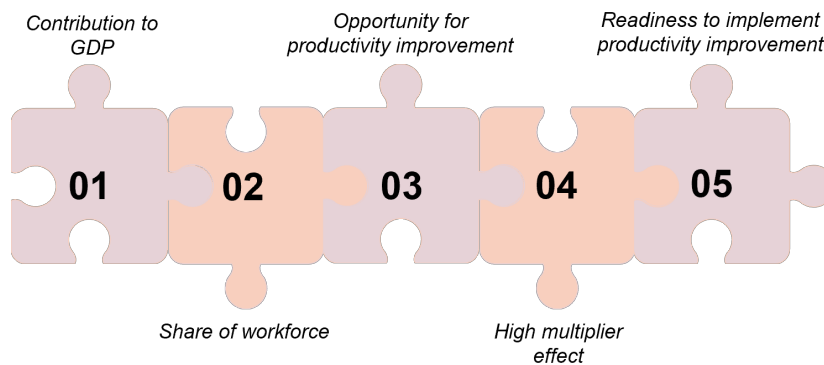 Contribution to
GDP
Opportunity for
productivity improvement
Readiness to implement
productivity improvement
01
02
03
04
05
Share of workforce
High multiplier
effect